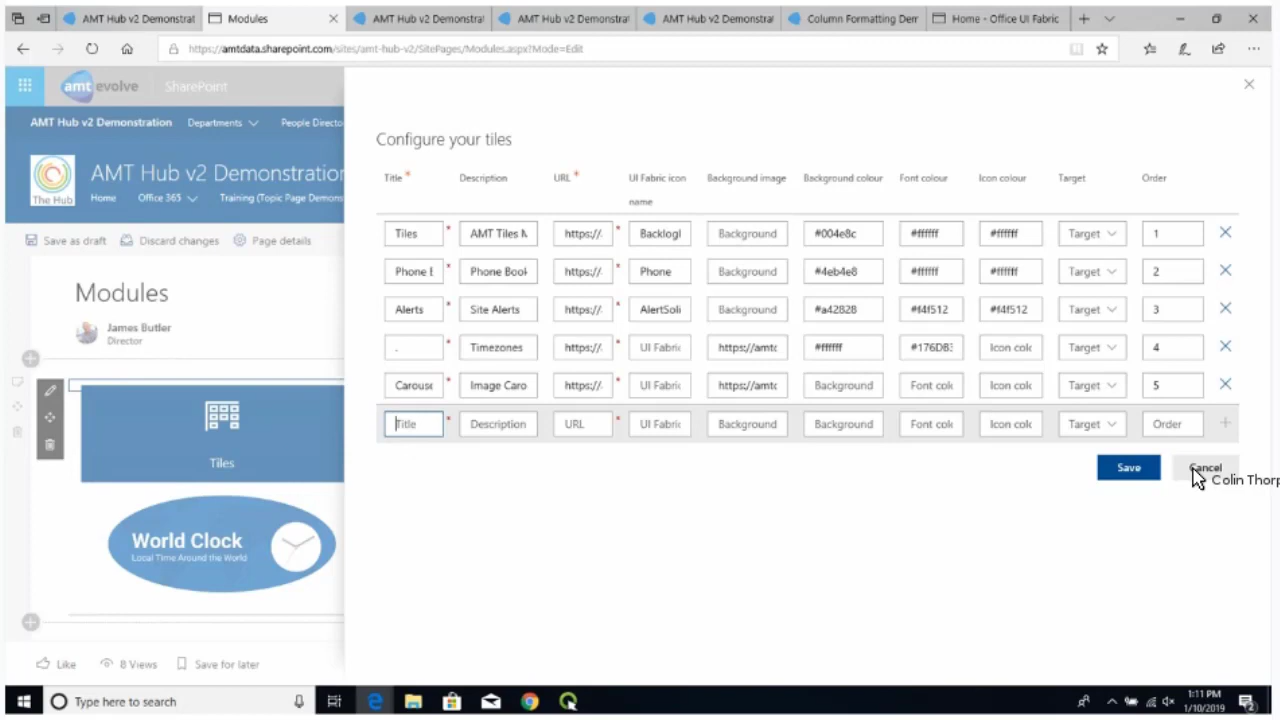 AMT Hub v2 Demonstrat
Modules
AMT Hub v2 Demonstrat
AMT Hub v2 Demonstrat
AMT Hub v2 Demonstrat
Column Formatting Dem
Home - Office UI Fabric
https://amtdata.sharepoint.com/sites/amt-hub-v2/SitePages/Modules.aspx?Mode=Edit
amt evolve
SharePoint
AMT Hub v2 Demonstration
Departments
People Directo
The Hub
AMT Hub v2 Demonstration
Home
Office 365
Training (Topic Page Demons
Save as draft
Discard changes
Page details
Modules
James Butler
Director
Tiles
World Clock
Local Time Around the World
Like
8 Views
Save for later
Configure your tiles
Title * Description URL * UI Fabric icon name Background image Background colour Font colour Icon colour Target Order
Tiles * AMT Tiles M https:// * Backlogl Background #004e8c #ffffff #ffffff Target 1
Phone E * Phone Book https:// * Phone Background #4eb4e8 #ffffff #ffffff Target 2
Alerts * Site Alerts https:// * AlertSoli Background #a42828 #f4f512 #f4f512 Target 3
. * Timezones https:// * UI Fabric https://amtc #ffffff #176D83 Icon colc Target 4
Carouse * Image Caro https:// * UI Fabric https://amtc Background Font colc Icon colc Target 5
Title * Description URL * UI Fabric Background Background Font colc Icon colc Target Order
Save
Cancel
Colin Thorp
Type here to search
1:11 PM
1/10/2019
2